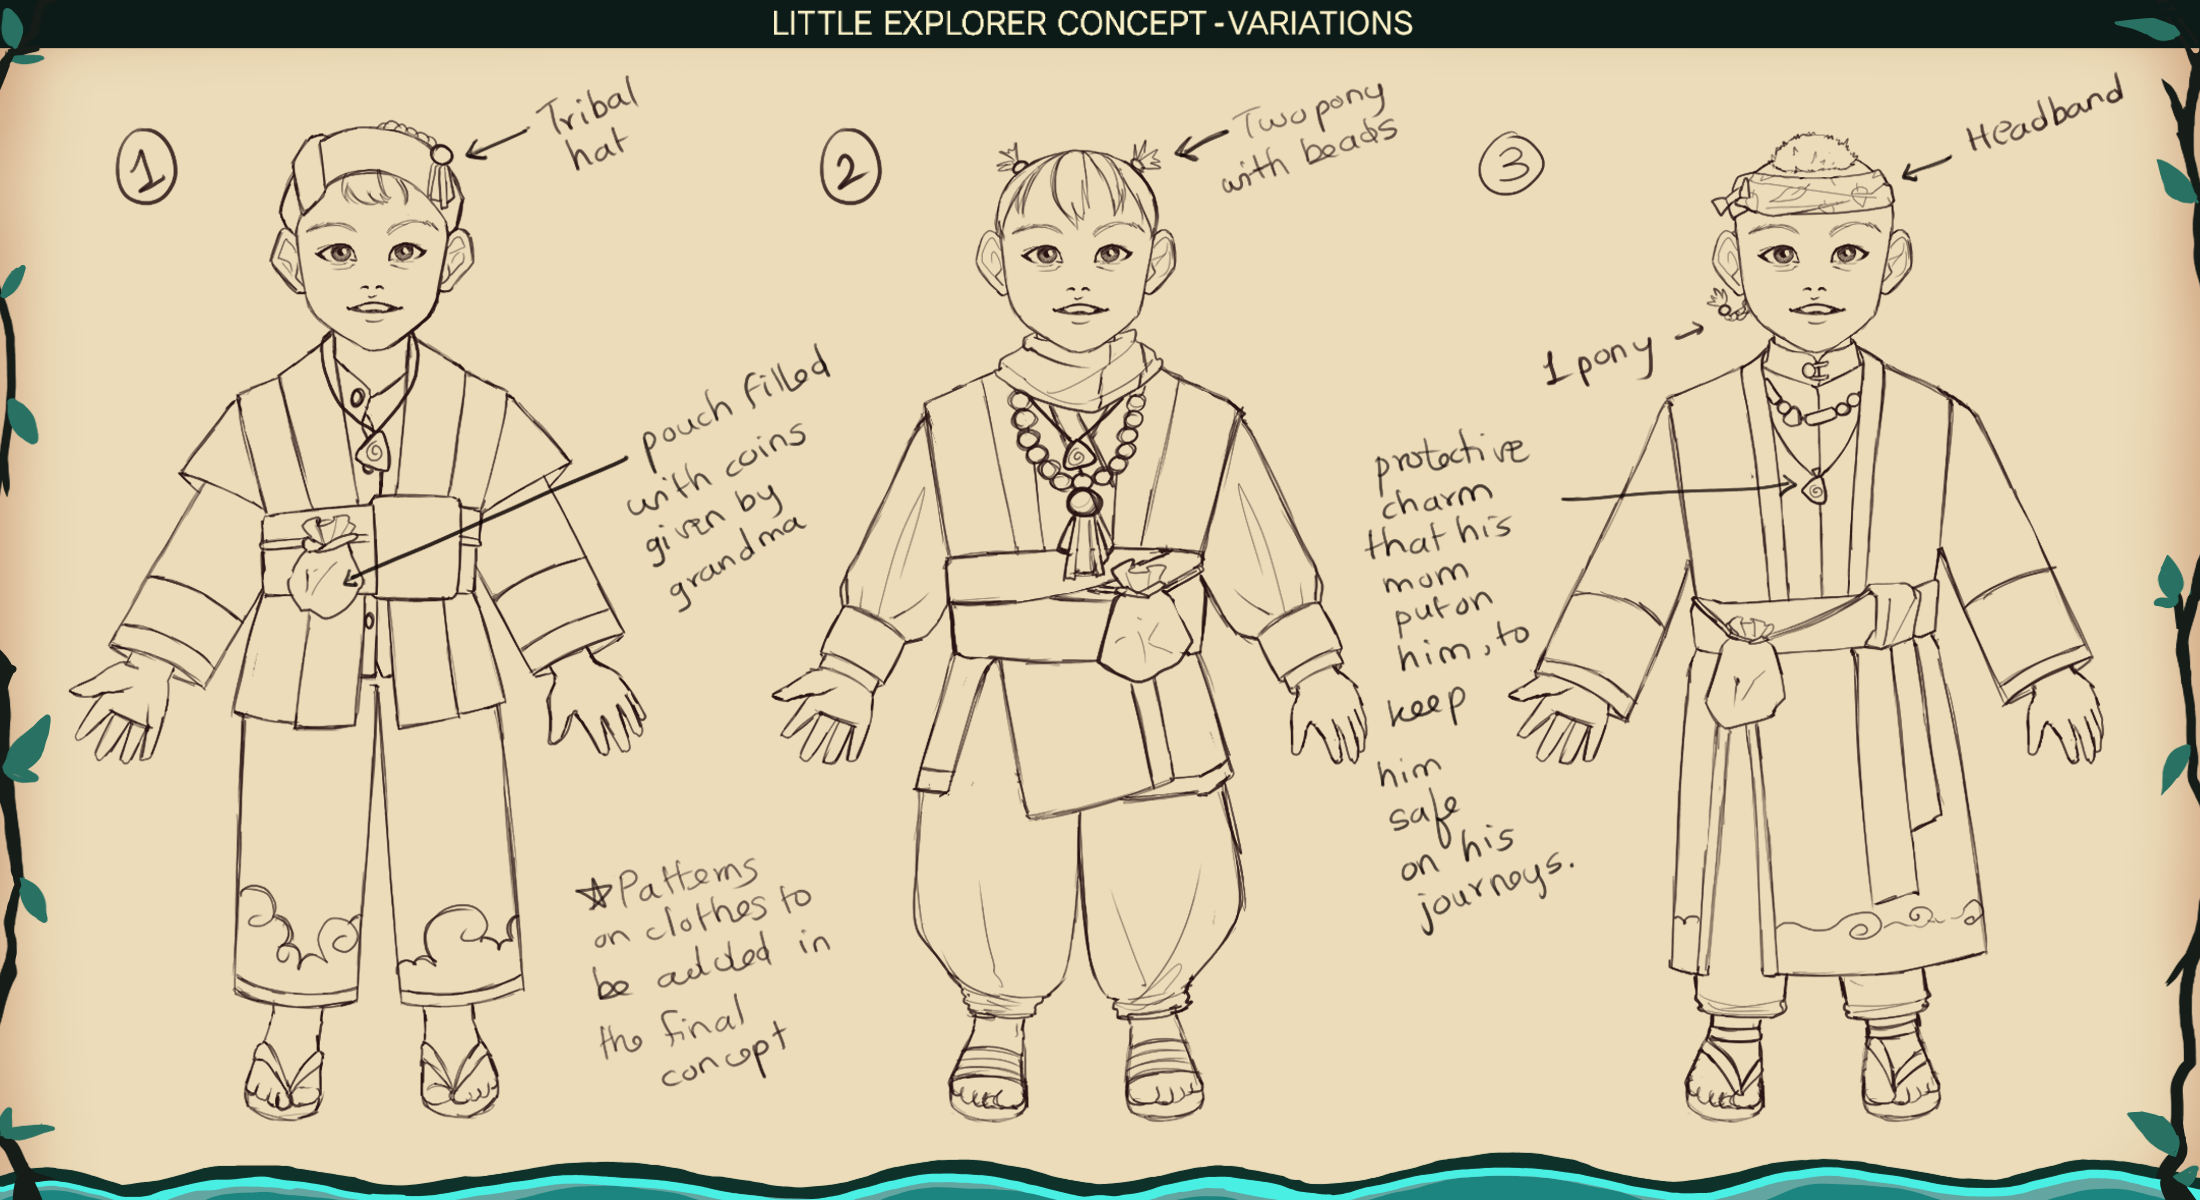 LITTLE EXPLORER CONCEPT - VARIATIONS
1
Tribal
hat
pouch filled
with coins
given by
grandma
★ Patterns
on clothes to
be added in
the final
concept
2
Two pony
with beads
protective
charm
that his
mom
put on
him, to
keep
him
safe
on his
journeys.
3
Headband
1 pony